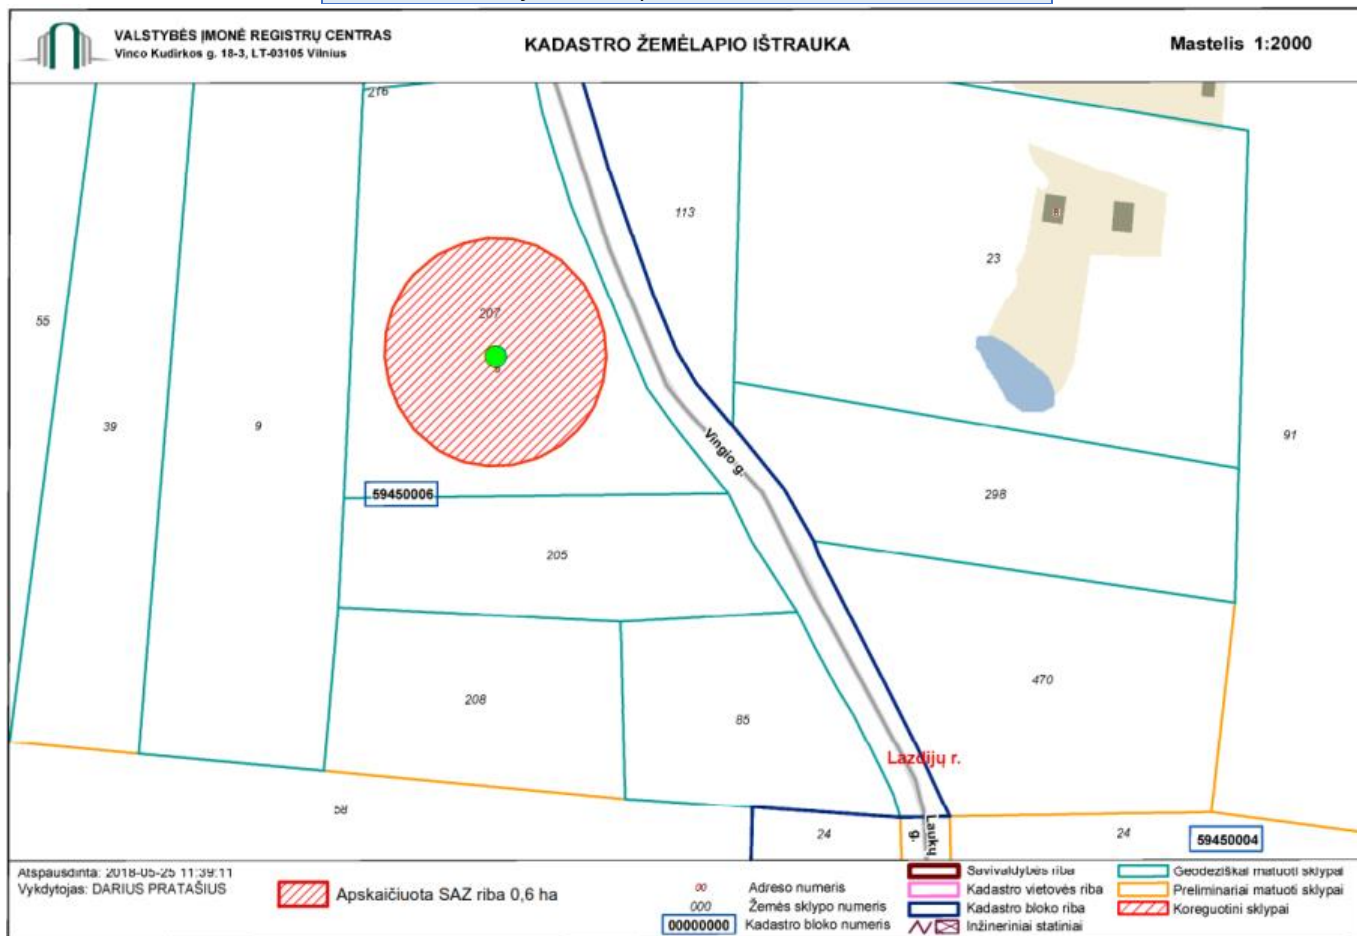 VALSTYBĖS ĮMONĖ REGISTRŲ CENTRAS
Vinco Kudirkos g. 18-3, LT-03105 Vilnius
KADASTRO ŽEMĖLAPIO IŠTRAUKA
Mastelis 1:2000
216
113
23
207
55
39
9
91
Vingio g.
59450006
298
205
208
85
470
Lazdijų r.
58
24
Laukų g.
24
59450004
Atspausdinta: 2018-05-25 11:39:11
Vykdytojas: DARIUS PRATAŠIUS
Apskaičiuota SAZ riba 0,6 ha
00 Adreso numeris
000 Žemės sklypo numeris
00000000 Kadastro bloko numeris
Savivaldybės riba
Kadastro vietovės riba
Kadastro bloko riba
Inžineriniai statiniai
Geodeziškai matuoti sklypai
Preliminariai matuoti sklypai
Koreguotini sklypai